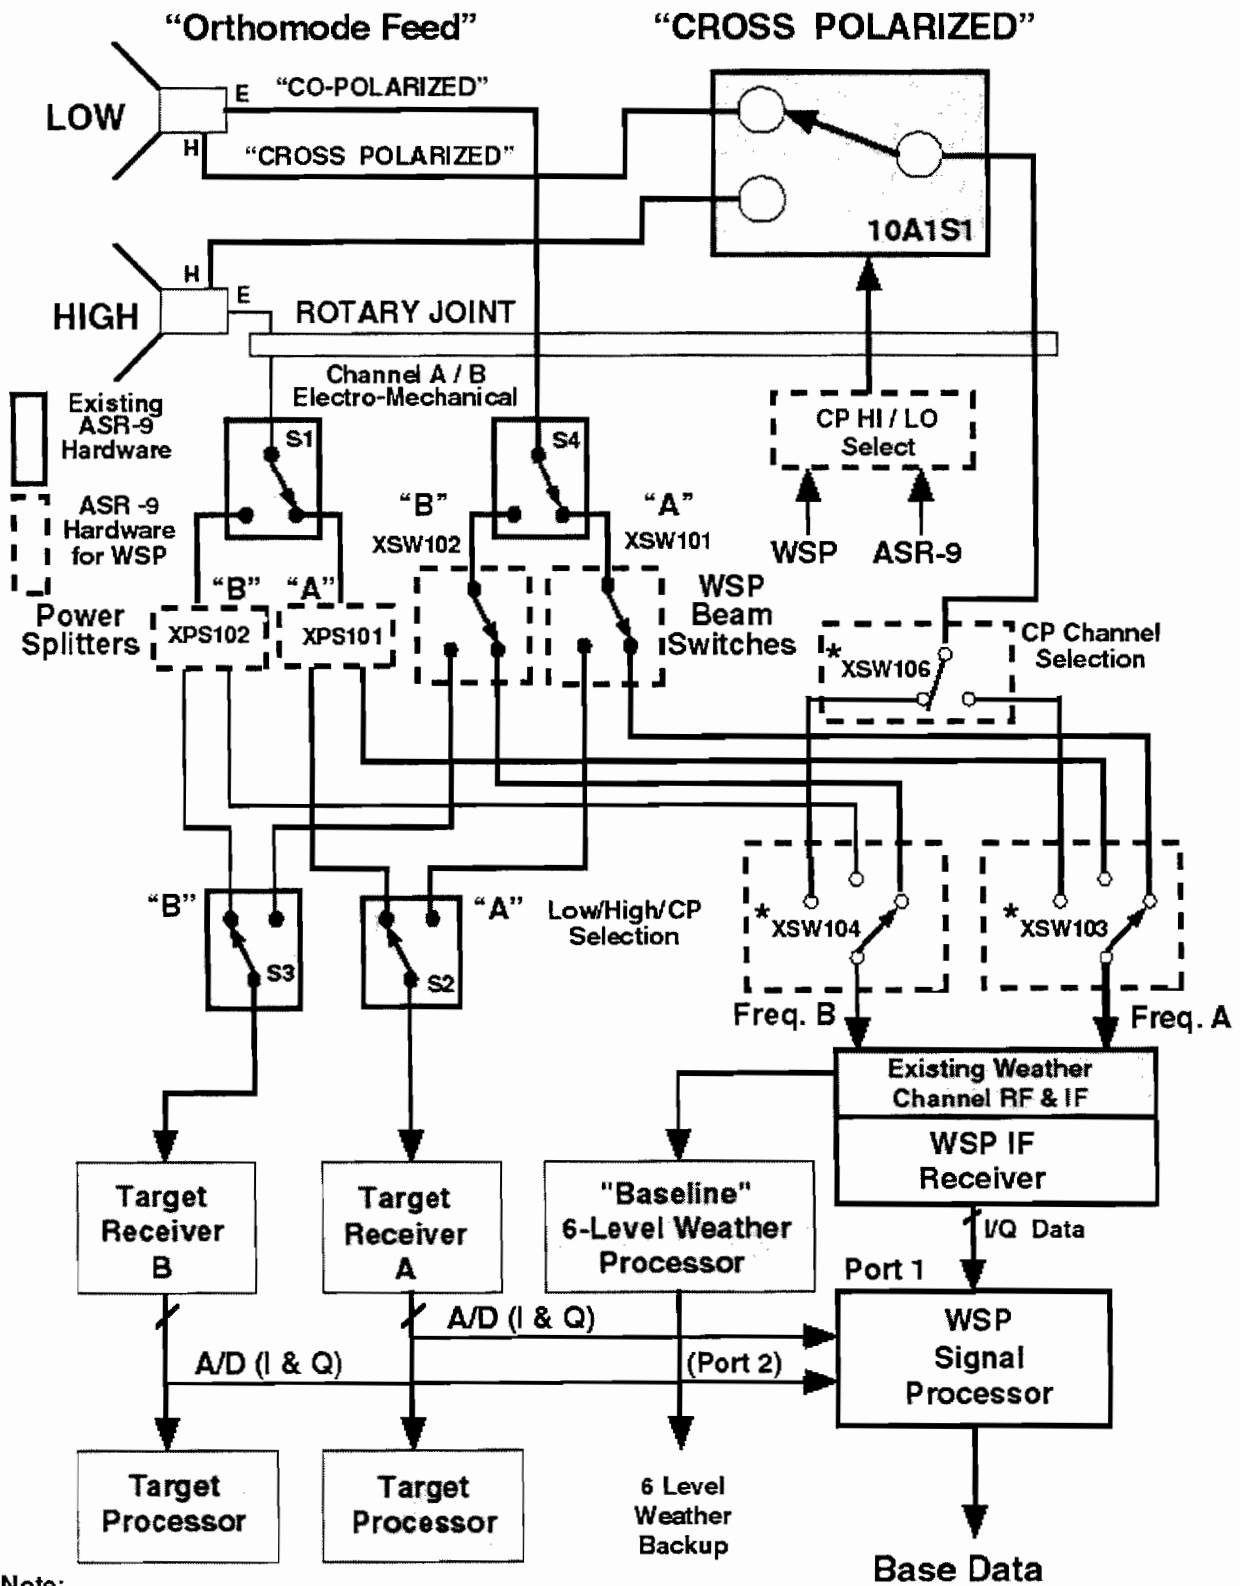 “Orthomode Feed”
“CROSS POLARIZED”
E
“CO-POLARIZED”
LOW
H
“CROSS POLARIZED”
10A1S1
H
E
HIGH
ROTARY JOINT
Channel A / B
Electro-Mechanical
Existing
ASR-9
Hardware
S1
S4
CP HI / LO
Select
ASR -9
Hardware
for WSP
“B”
XSW102
“A”
XSW101
WSP
ASR-9
“B”
“A”
Power
Splitters
XPS102
XPS101
WSP
Beam
Switches
*
XSW106
CP Channel
Selection
“B”
S3
S2
“A”
Low/High/CP
Selection
*
XSW104
*
XSW103
Freq. B
Freq. A
Existing Weather
Channel RF & IF
WSP IF
Receiver
Target
Receiver
B
Target
Receiver
A
"Baseline"
6-Level Weather
Processor
I/Q Data
Port 1
A/D (I & Q)
A/D (I & Q)
(Port 2)
WSP
Signal
Processor
Target
Processor
Target
Processor
6 Level
Weather
Backup
Base Data
Note: